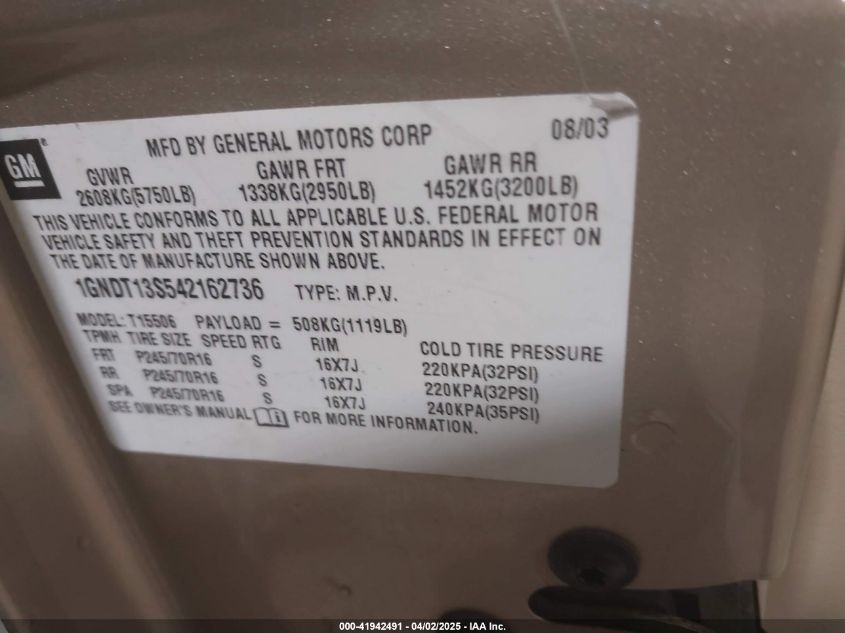 GM
MFD BY GENERAL MOTORS CORP 08/03
GVWR GAWR FRT GAWR RR
2608KG(5750LB) 1338KG(2950LB) 1452KG(3200LB)
THIS VEHICLE CONFORMS TO ALL APPLICABLE U.S. FEDERAL MOTOR
VEHICLE SAFETY AND THEFT PREVENTION STANDARDS IN EFFECT ON
THE DATE OF MANUFACTURE SHOWN ABOVE.
1GNDT13S542162736 TYPE: M.P.V.
MODEL: T15506 PAYLOAD = 508KG(1119LB)
TPMH TIRE SIZE SPEED RTG RIM COLD TIRE PRESSURE
FRT P245/70R16 S 16X7J 220KPA(32PSI)
RR P245/70R16 S 16X7J 220KPA(32PSI)
SPA P245/70R16 S 16X7J 240KPA(35PSI)
SEE OWNER'S MANUAL FOR MORE INFORMATION.
000-41942491 - 04/02/2025 - IAA Inc.